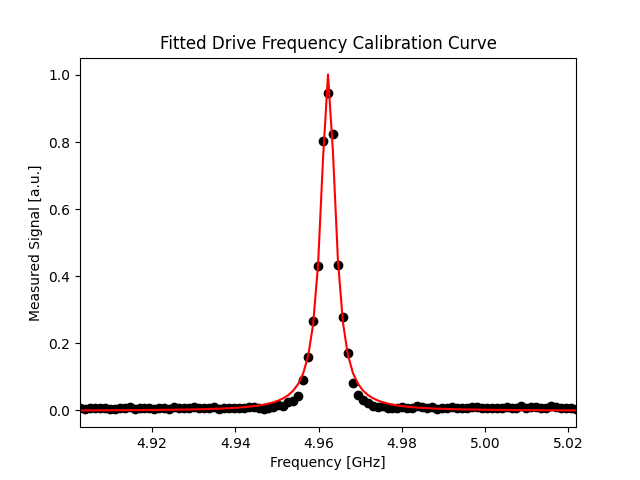 Fitted Drive Frequency Calibration Curve
Measured Signal [a.u.]
1.0
0.8
0.6
0.4
0.2
0.0
4.92 4.94 4.96 4.98 5.00 5.02
Frequency [GHz]